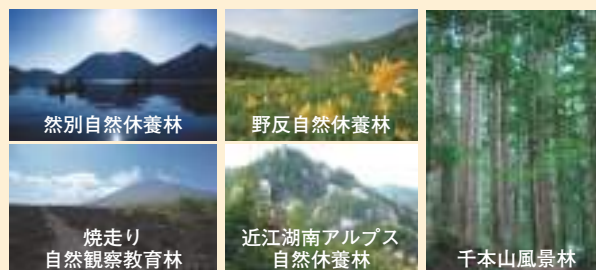 然別自然休養林
野反自然休養林
焼走り
自然観察教育林
近江湖南アルプス
自然休養林
千本山風景林